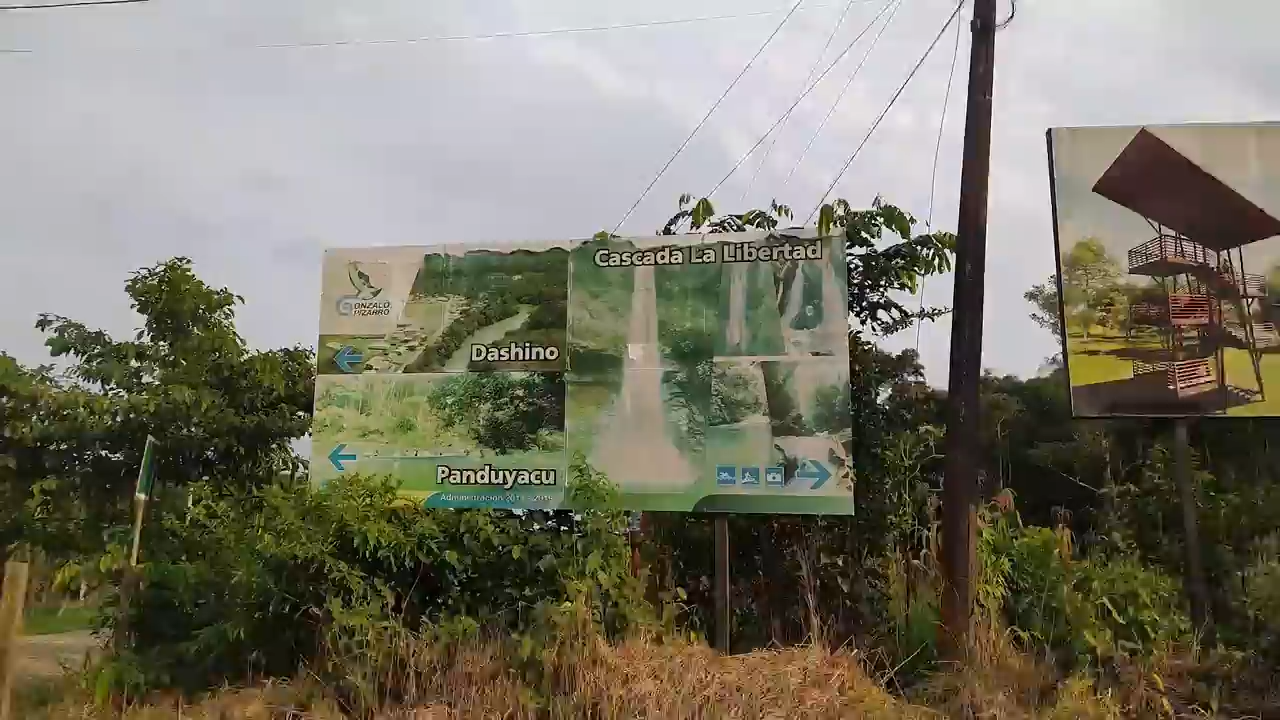 GONZALO
PIZARRO
Dashino
Panduyacu
Cascada La Libertad